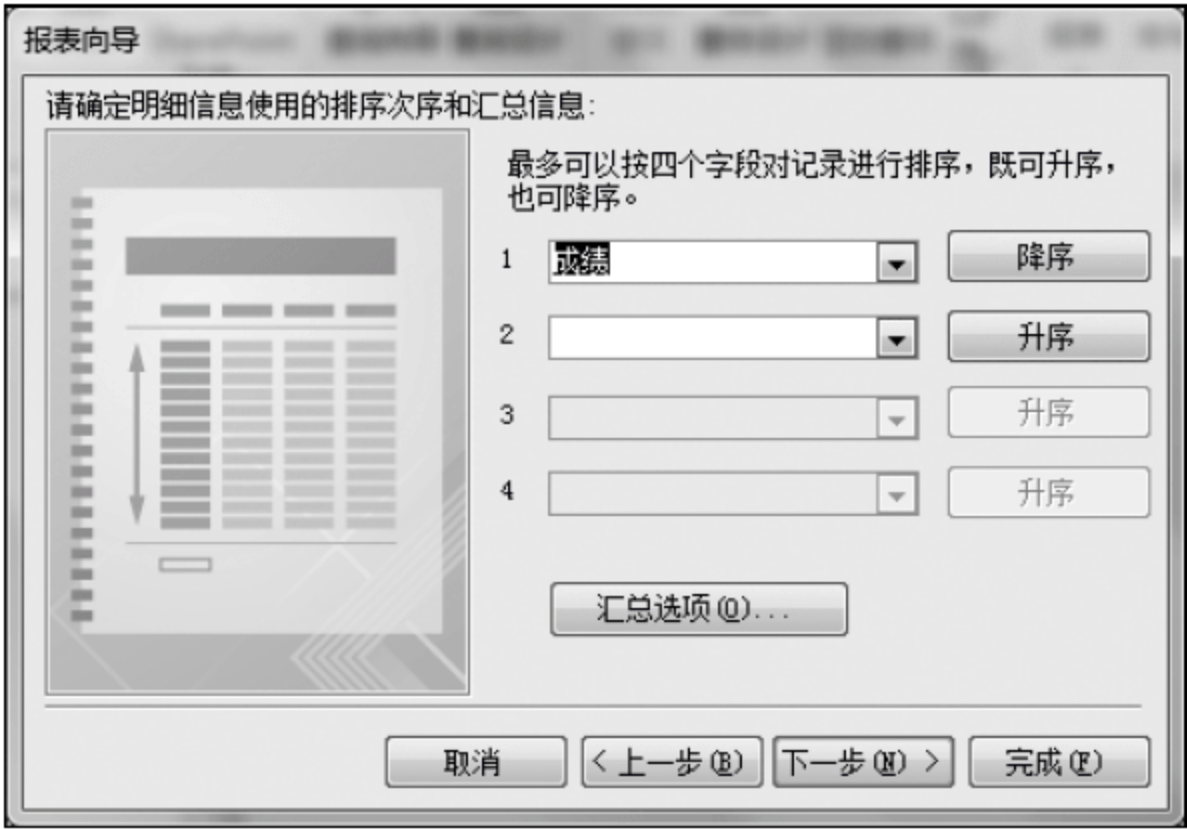 报表向导
请确定明细信息使用的排序次序和汇总信息:
最多可以按四个字段对记录进行排序，既可升序，
也可降序。
1 成绩 降序
2 升序
3 升序
4 升序
汇总选项(O)...
取消 < 上一步(B) 下一步(N) > 完成(F)